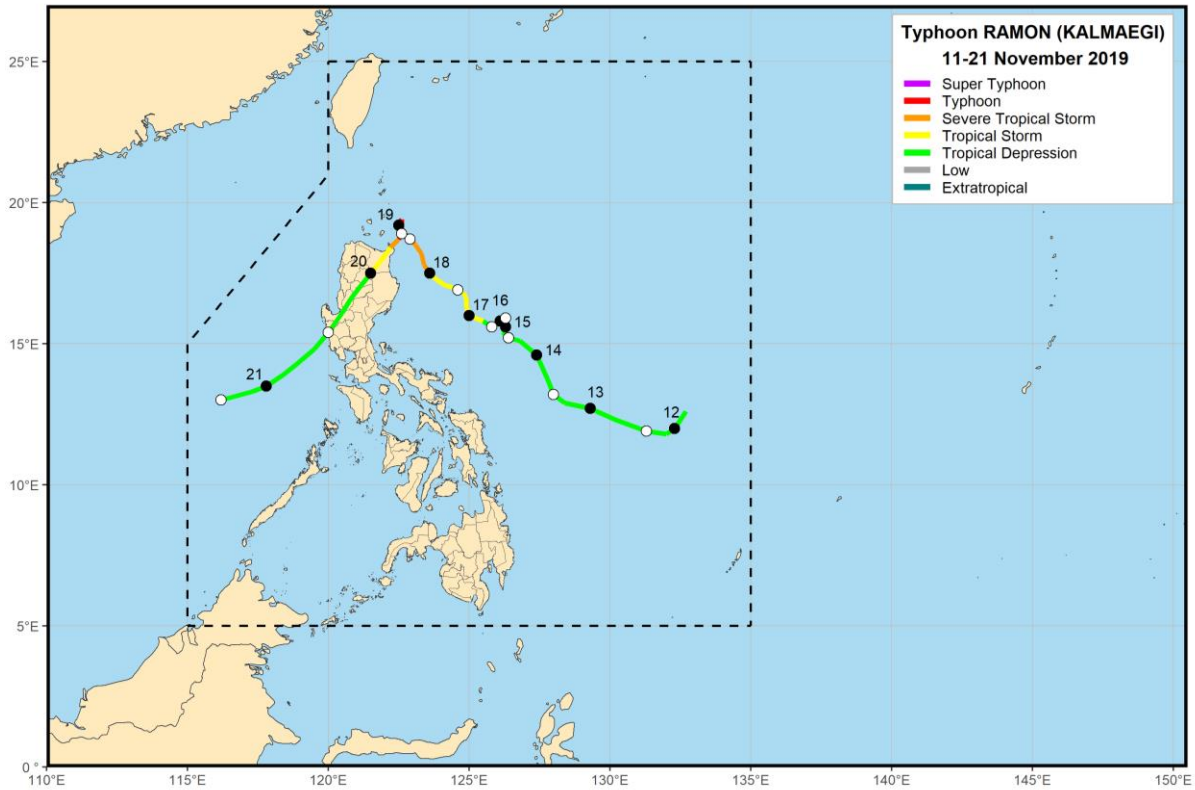 Typhoon RAMON (KALMAEGI)
11-21 November 2019
Super Typhoon
Typhoon
Severe Tropical Storm
Tropical Storm
Tropical Depression
Low
Extratropical
25°E
20°E
19
20
18
17
16
15
15°E
14
21
13
12
10°E
5°E
0 °
110°E
115°E
120°E
125°E
130°E
135°E
140°E
145°E
150°E